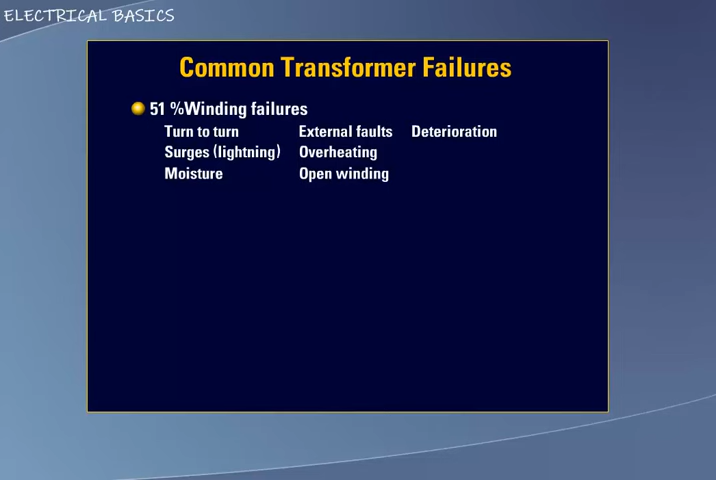 ELECTRICAL BASICS
Common Transformer Failures
51 %Winding failures
Turn to turn External faults Deterioration
Surges (lightning) Overheating
Moisture Open winding